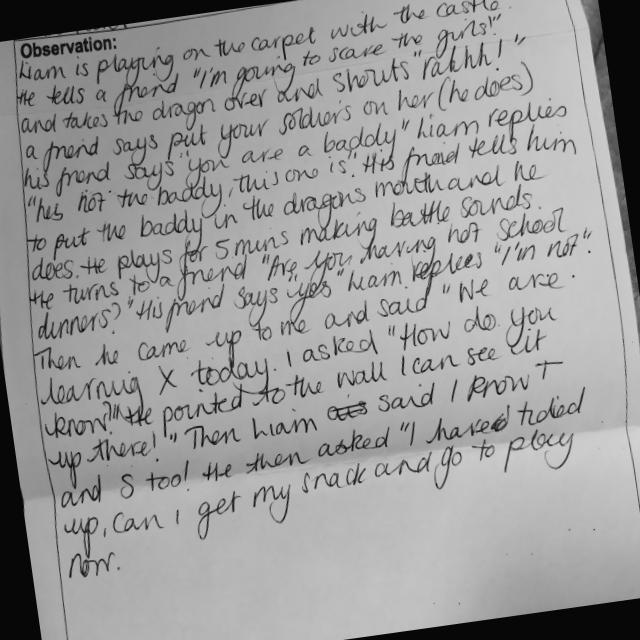 Observation:
Liam is playing on the carpet with the castle.
He tells a friend "I'm going to scare the girls!"
and takes the dragon over and shouts "rahhh!"
a friend says put your soldiers on her (he does)
his friend says "you are a baddy" Liam replies
"he's not the baddy, this one is". His friend tells him
to put the baddy in the dragons mouth and he
does. He plays for 5 mins making battle sounds.
He turns to a friend "Are you having hot school
dinners?" His friend says "yes" Liam replies "I'm not".
Then he came up to me and said "We are
learning X today. I asked "How do you
know?" "He pointed to the wall I can see it
up there!" Then Liam said I know T
and S too! He then asked "I have tidied
up, can I get my snack and go to play
now.